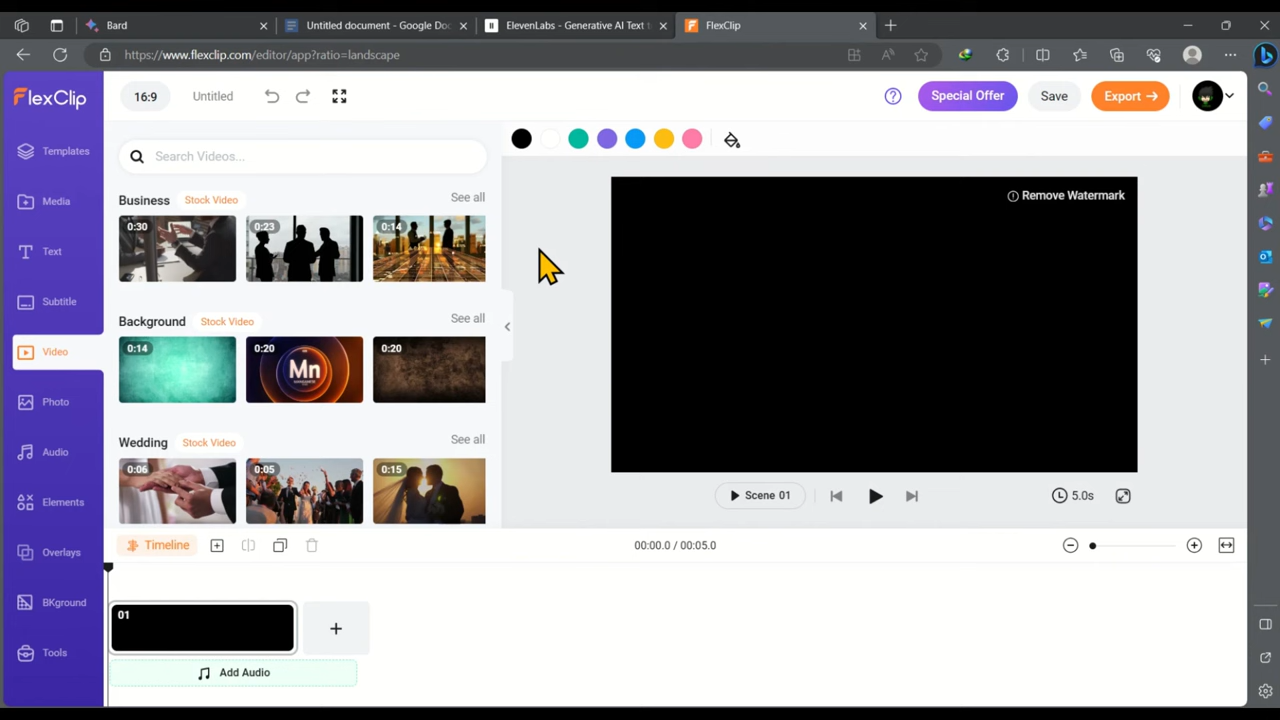 Bard
Untitled document - Google Doc
ElevenLabs - Generative AI Text t
FlexClip
https://www.flexclip.com/editor/app?ratio=landscape
FlexClip
16:9
Untitled
Special Offer
Save
Export
Templates
Media
Text
Subtitle
Video
Photo
Audio
Elements
Overlays
BKground
Tools
Search Videos...
Business
Stock Video
See all
0:30
0:23
0:14
Background
Stock Video
See all
0:14
0:20
Mn
0:20
Wedding
Stock Video
See all
0:06
0:05
0:15
Remove Watermark
Scene 01
5.0s
Timeline
00:00.0 / 00:05.0
01
+
Add Audio